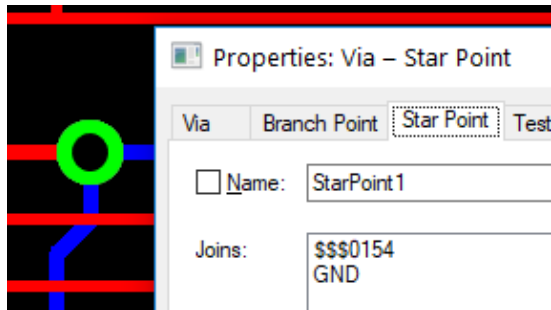 Properties: Via – Star Point
Via Branch Point Star Point Test
Name: StarPoint1
Joins: $$$0154
GND